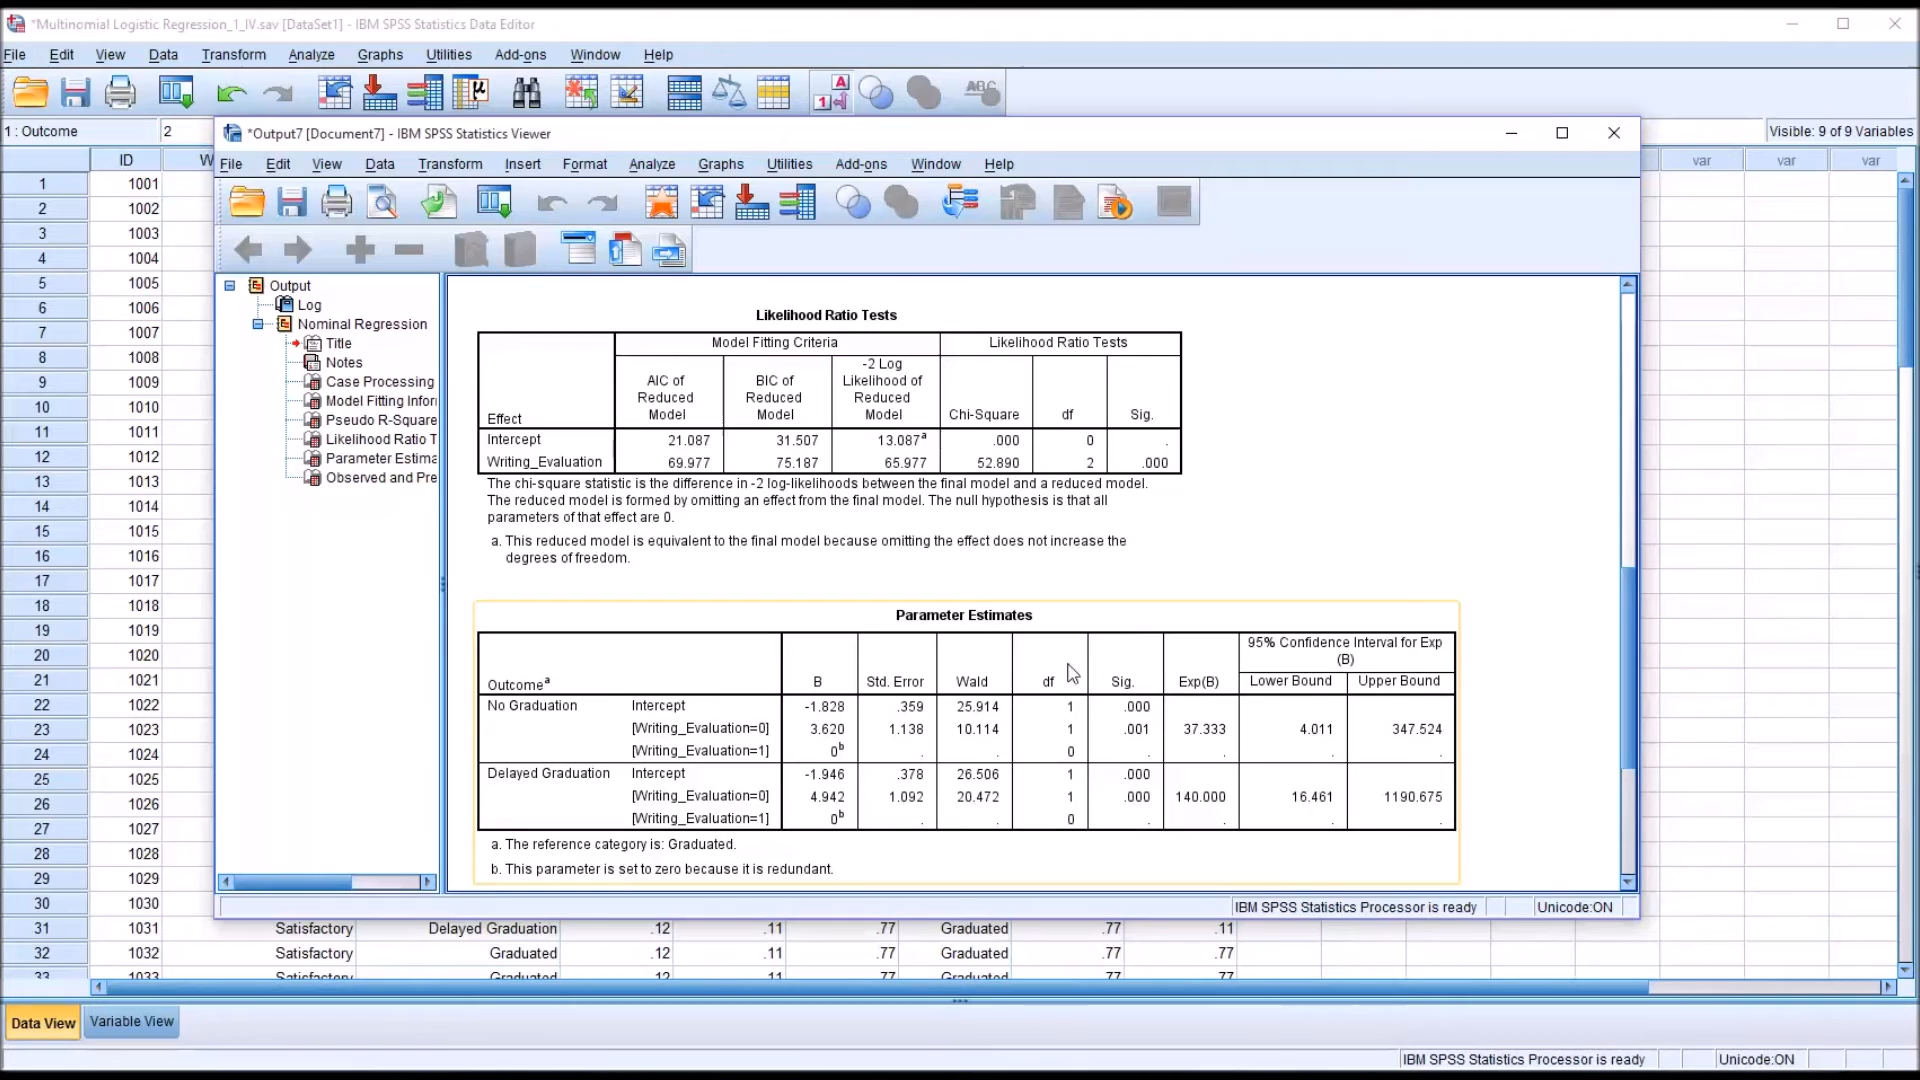 *Multinomial Logistic Regression_1_IV.sav [DataSet1] - IBM SPSS Statistics Data Editor
File Edit View Data Transform Analyze Graphs Utilities Add-ons Window Help
1 : Outcome 2 Visible: 9 of 9 Variables
ID W var var var
1 1001
2 1002
3 1003
4 1004
5 1005
6 1006
7 1007
8 1008
9 1009
10 1010
11 1011
12 1012
13 1013
14 1014
15 1015
16 1016
17 1017
18 1018
19 1019
20 1020
21 1021
22 1022
23 1023
24 1024
25 1025
26 1026
27 1027
28 1028
29 1029
30 1030
31 1031 Satisfactory Delayed Graduation .12 .11 .77 Graduated .77 .11
32 1032 Satisfactory Graduated .12 .11 .77 Graduated .77 .77
33 1033 Satisfactory Graduated .12 .11 .77 Graduated .77 .77
*Output7 [Document7] - IBM SPSS Statistics Viewer
File Edit View Data Transform Insert Format Analyze Graphs Utilities Add-ons Window Help
Output
Log
Nominal Regression
Title
Notes
Case Processing
Model Fitting Infor
Pseudo R-Square
Likelihood Ratio T
Parameter Estima
Observed and Pre
Likelihood Ratio Tests
Model Fitting Criteria Likelihood Ratio Tests
Effect AIC of Reduced Model BIC of Reduced Model -2 Log Likelihood of Reduced Model Chi-Square df Sig.
Intercept 21.087 31.507 13.087a .000 0 .
Writing_Evaluation 69.977 75.187 65.977 52.890 2 .000
The chi-square statistic is the difference in -2 log-likelihoods between the final model and a reduced model.
The reduced model is formed by omitting an effect from the final model. The null hypothesis is that all
parameters of that effect are 0.
a. This reduced model is equivalent to the final model because omitting the effect does not increase the
degrees of freedom.
Parameter Estimates
95% Confidence Interval for Exp
(B)
Outcomea B Std. Error Wald df Sig. Exp(B) Lower Bound Upper Bound
No Graduation Intercept -1.828 .359 25.914 1 .000
[Writing_Evaluation=0] 3.620 1.138 10.114 1 .001 37.333 4.011 347.524
[Writing_Evaluation=1] 0b . . 0 . . . .
Delayed Graduation Intercept -1.946 .378 26.506 1 .000
[Writing_Evaluation=0] 4.942 1.092 20.472 1 .000 140.000 16.461 1190.675
[Writing_Evaluation=1] 0b . . 0 . . . .
a. The reference category is: Graduated.
b. This parameter is set to zero because it is redundant.
IBM SPSS Statistics Processor is ready Unicode:ON
Data View Variable View
IBM SPSS Statistics Processor is ready Unicode:ON